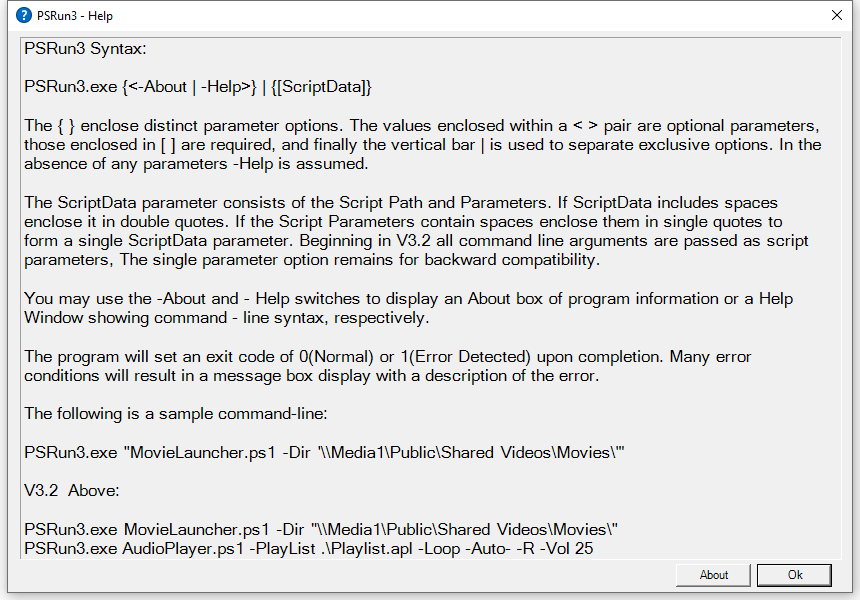 PSRun3 - Help
PSRun3 Syntax:
PSRun3.exe {<-About | -Help>} | {[ScriptData]}
The { } enclose distinct parameter options. The values enclosed within a < > pair are optional parameters,
those enclosed in [ ] are required, and finally the vertical bar | is used to separate exclusive options. In the
absence of any parameters -Help is assumed.
The ScriptData parameter consists of the Script Path and Parameters. If ScriptData includes spaces
enclose it in double quotes. If the Script Parameters contain spaces enclose them in single quotes to
form a single ScriptData parameter. Beginning in V3.2 all command line arguments are passed as script
parameters, The single parameter option remains for backward compatibility.
You may use the -About and - Help switches to display an About box of program information or a Help
Window showing command - line syntax, respectively.
The program will set an exit code of 0(Normal) or 1(Error Detected) upon completion. Many error
conditions will result in a message box display with a description of the error.
The following is a sample command-line:
PSRun3.exe "MovieLauncher.ps1 -Dir '\\Media1\Public\Shared Videos\Movies\'"
V3.2  Above:
PSRun3.exe MovieLauncher.ps1 -Dir "\\Media1\Public\Shared Videos\Movies\"
PSRun3.exe AudioPlayer.ps1 -PlayList .\Playlist.apl -Loop -Auto- -R -Vol 25
About
Ok